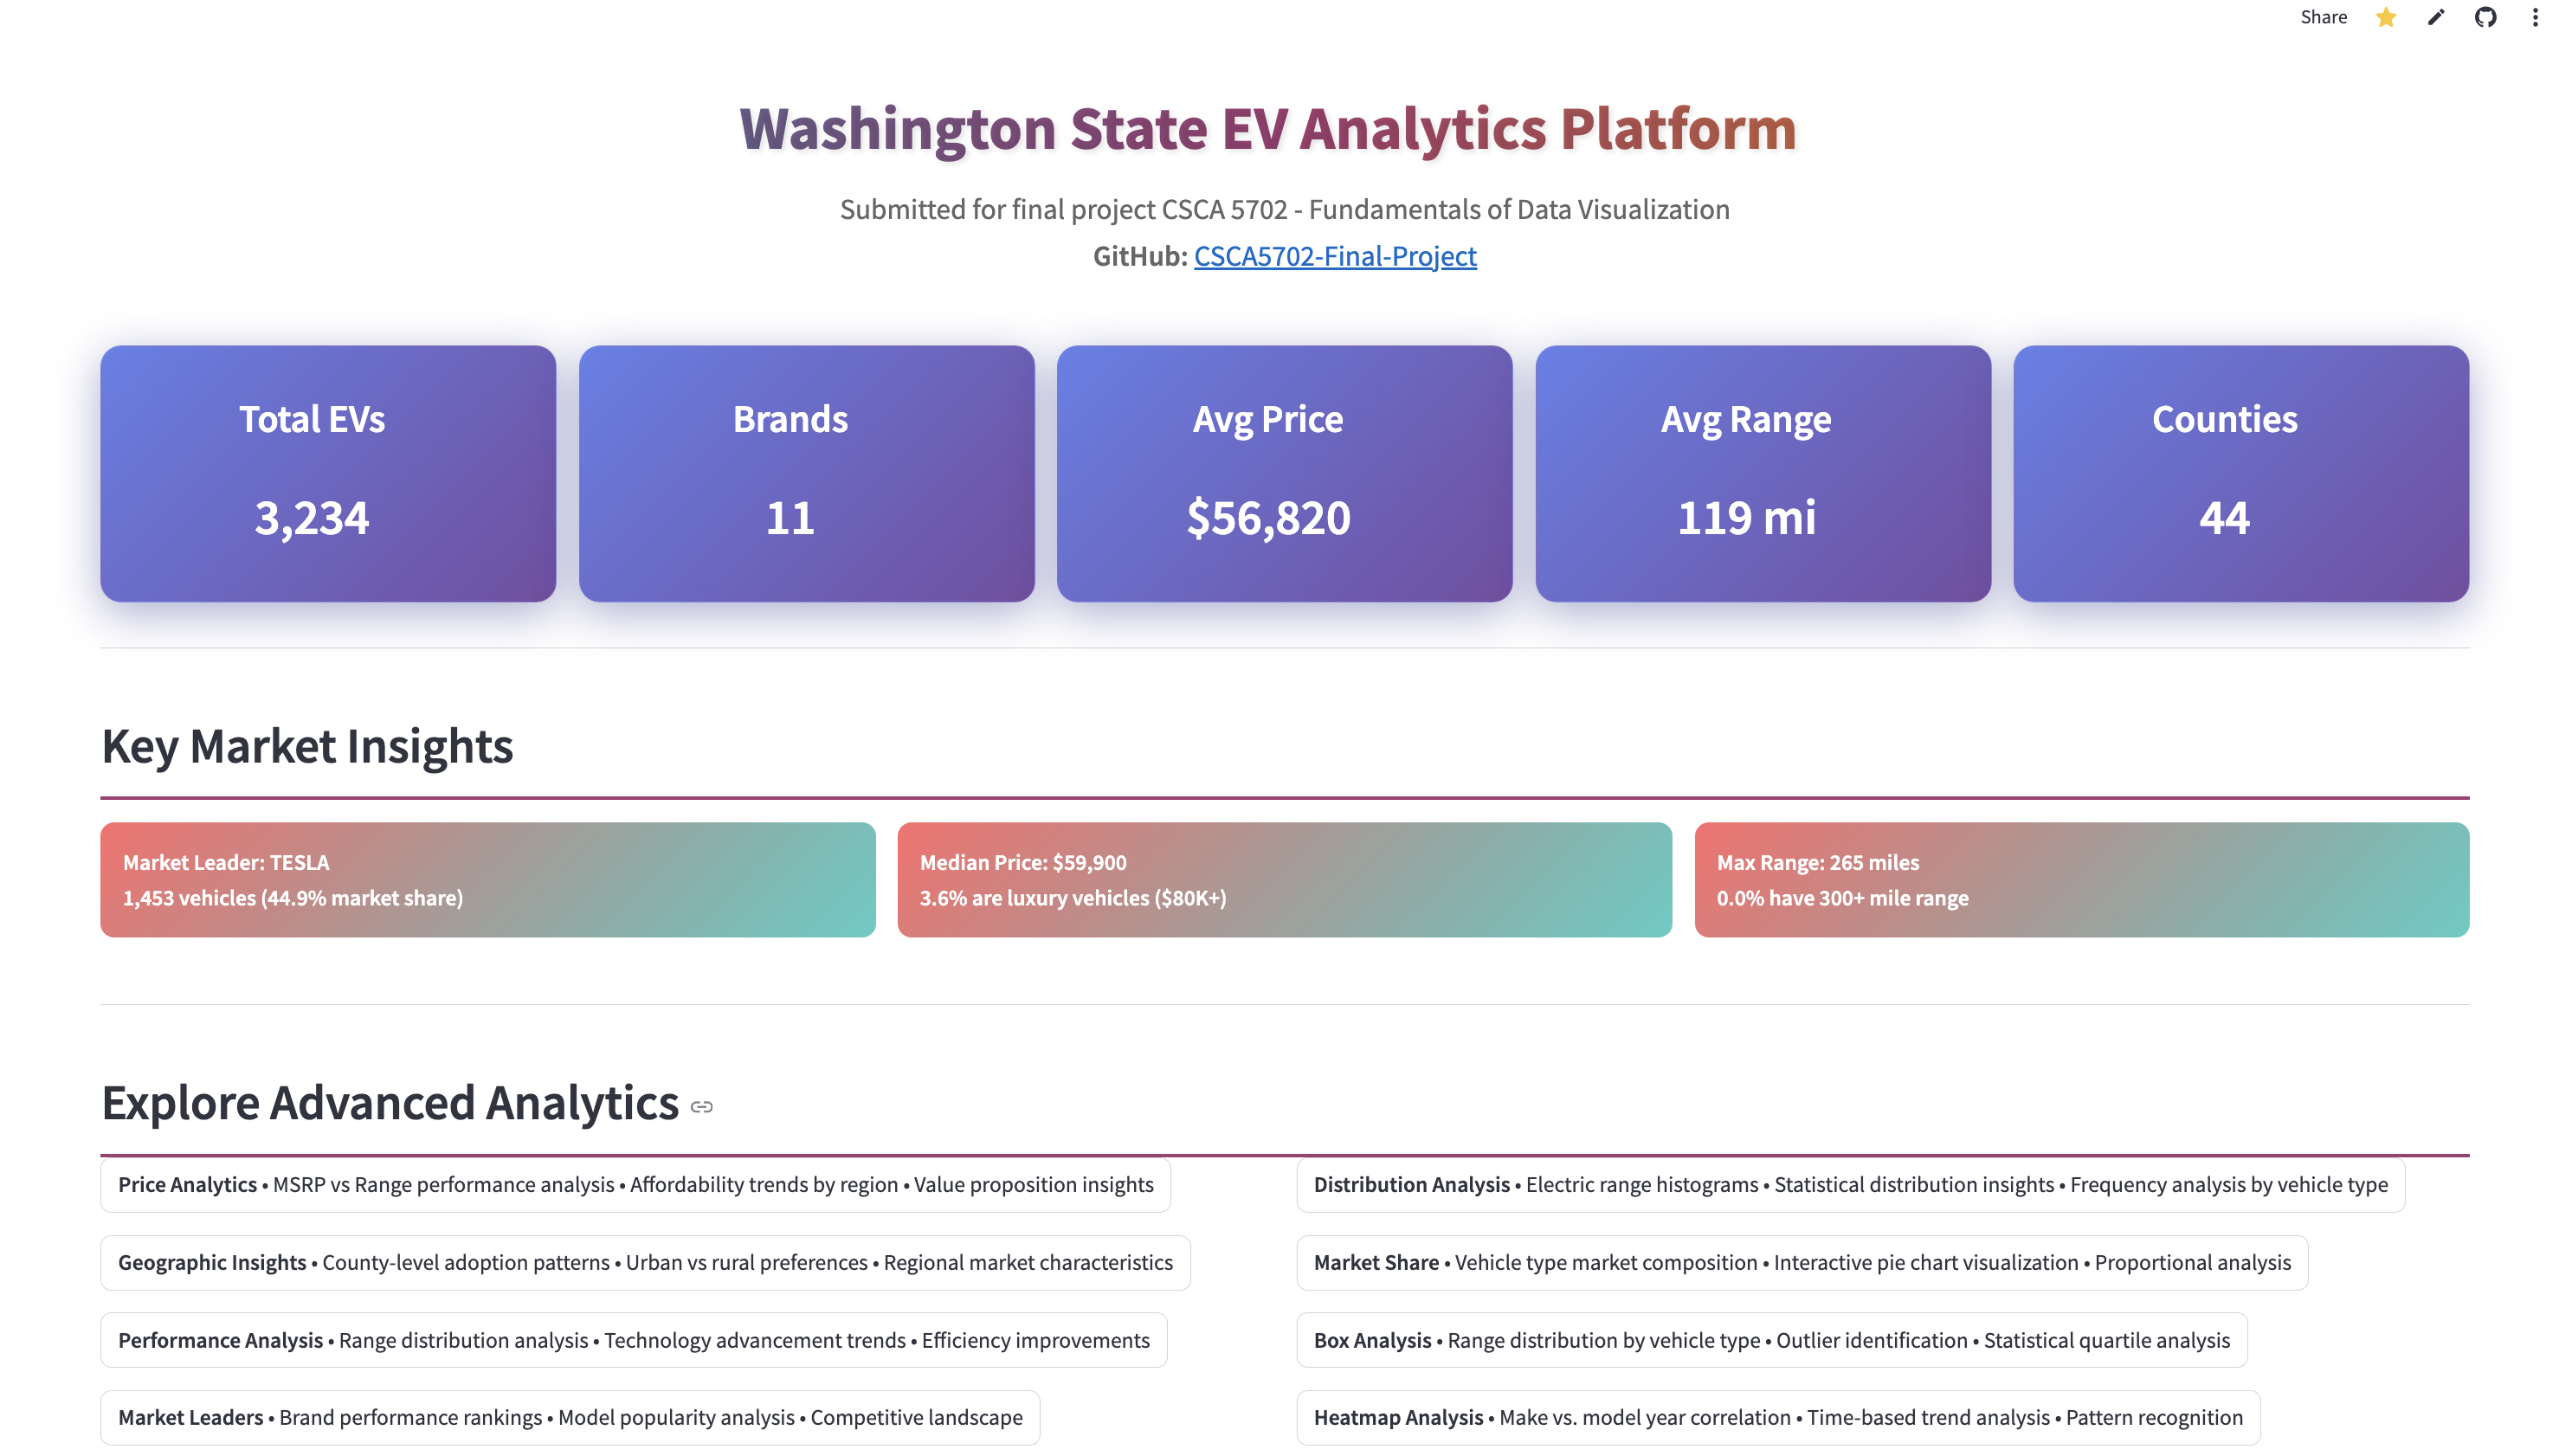 Share
Washington State EV Analytics Platform
Submitted for final project CSCA 5702 - Fundamentals of Data Visualization
GitHub: CSCA5702-Final-Project
Total EVs
3,234
Brands
11
Avg Price
$56,820
Avg Range
119 mi
Counties
44
Key Market Insights
Market Leader: TESLA
1,453 vehicles (44.9% market share)
Median Price: $59,900
3.6% are luxury vehicles ($80K+)
Max Range: 265 miles
0.0% have 300+ mile range
Explore Advanced Analytics
Price Analytics • MSRP vs Range performance analysis • Affordability trends by region • Value proposition insights
Geographic Insights • County-level adoption patterns • Urban vs rural preferences • Regional market characteristics
Performance Analysis • Range distribution analysis • Technology advancement trends • Efficiency improvements
Market Leaders • Brand performance rankings • Model popularity analysis • Competitive landscape
Distribution Analysis • Electric range histograms • Statistical distribution insights • Frequency analysis by vehicle type
Market Share • Vehicle type market composition • Interactive pie chart visualization • Proportional analysis
Box Analysis • Range distribution by vehicle type • Outlier identification • Statistical quartile analysis
Heatmap Analysis • Make vs. model year correlation • Time-based trend analysis • Pattern recognition